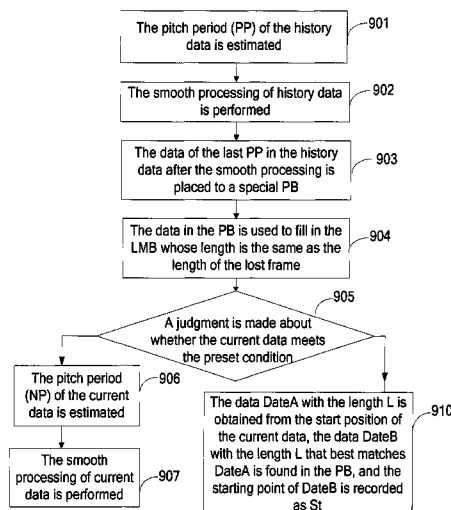 The pitch period (PP) of the history
data is estimated
901
The smooth processing of history data
is performed
902
The data of the last PP in the history
data after the smooth processing is
placed to a special PB
903
The data in the PB is used to fill in the
LMB whose length is the same as the
length of the lost frame
904
905
A judgment is made about
whether the current data meets
the preset condition
The pitch period
(NP) of the current
data is estimated
906
The smooth
processing of current
data is performed
907
The data DateA with the length L is
obtained from the start position of
the current data, the data DateB
with the length L that best matches
DateA is found in the PB, and the
starting point of DateB is recorded
as St
910